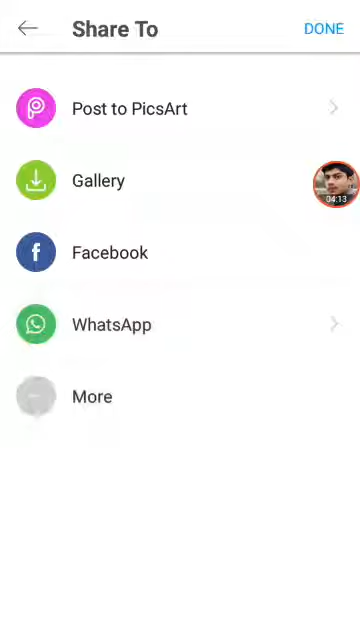 Share To
DONE
Post to PicsArt
Gallery
04:13
Facebook
WhatsApp
More